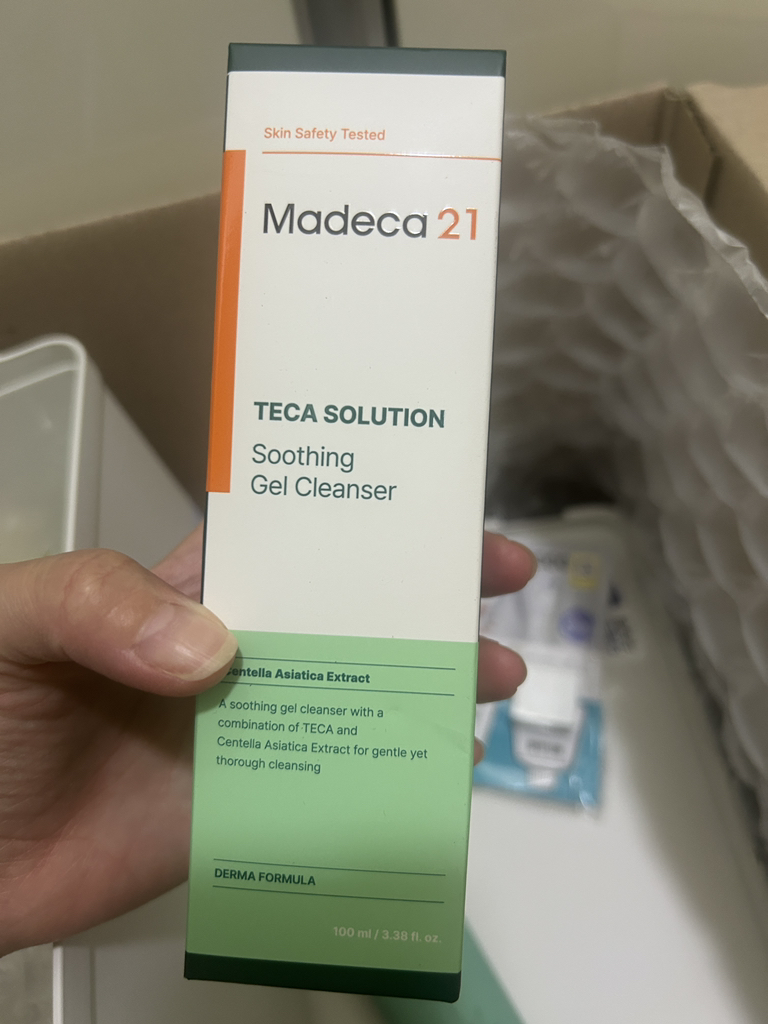 Skin Safety Tested
Madeca 21
TECA SOLUTION
Soothing
Gel Cleanser
Centella Asiatica Extract
A soothing gel cleanser with a
combination of TECA and
Centella Asiatica Extract for gentle yet
thorough cleansing
DERMA FORMULA
100 ml / 3.38 fl. oz.